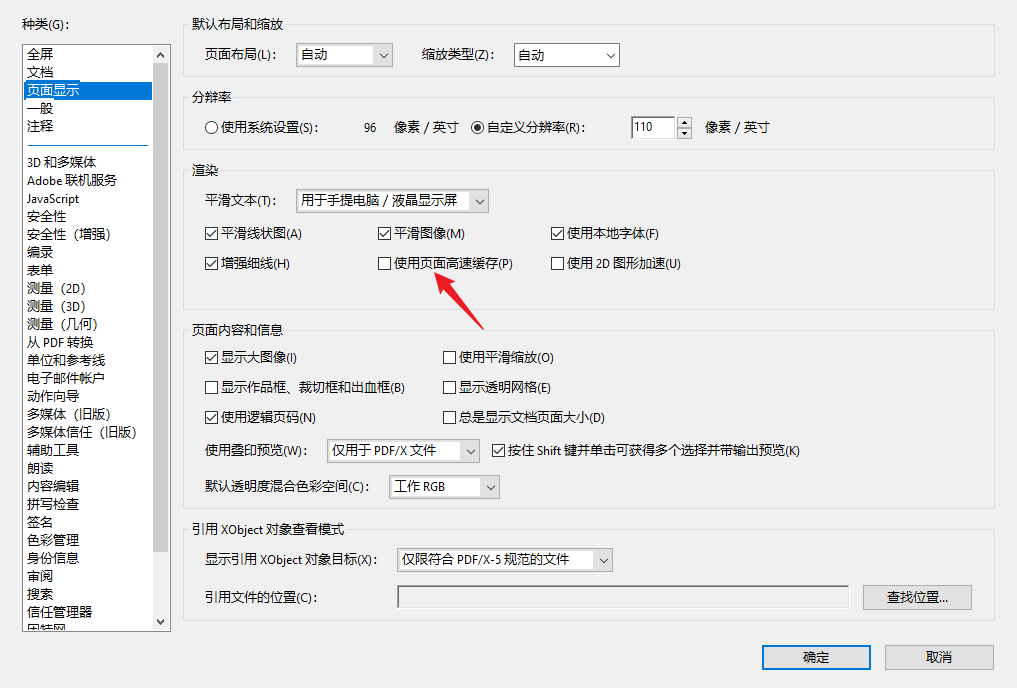 种类(G)：
全屏
文档
页面显示
一般
注释
3D 和多媒体
Adobe 联机服务
JavaScript
安全性
安全性（增强）
编录
表单
测量（2D）
测量（3D）
测量（几何）
从 PDF 转换
单位和参考线
电子邮件帐户
动作向导
多媒体（旧版）
多媒体信任（旧版）
辅助工具
朗读
内容编辑
拼写检查
签名
色彩管理
身份信息
审阅
搜索
信任管理器
因特网
默认布局和缩放
页面布局(L)： 自动 缩放类型(Z)： 自动
分辩率
使用系统设置(S)： 96 像素 / 英寸 自定义分辨率(R)： 110 像素 / 英寸
渲染
平滑文本(T)： 用于手提电脑 / 液晶显示屏
平滑线状图(A) 平滑图像(M) 使用本地字体(F)
增强细线(H) 使用页面高速缓存(P) 使用 2D 图形加速(U)
页面内容和信息
显示大图像(I) 使用平滑缩放(O)
显示作品框、裁切框和出血框(B) 显示透明网格(E)
使用逻辑页码(N) 总是显示文档页面大小(D)
使用叠印预览(W)： 仅用于 PDF/X 文件 按住 Shift 键并单击可获得多个选择并带输出预览(K)
默认透明度混合色彩空间(C)： 工作 RGB
引用 XObject 对象查看模式
显示引用 XObject 对象目标(X)： 仅限符合 PDF/X-5 规范的文件
引用文件的位置(C)： 查找位置...
确定 取消